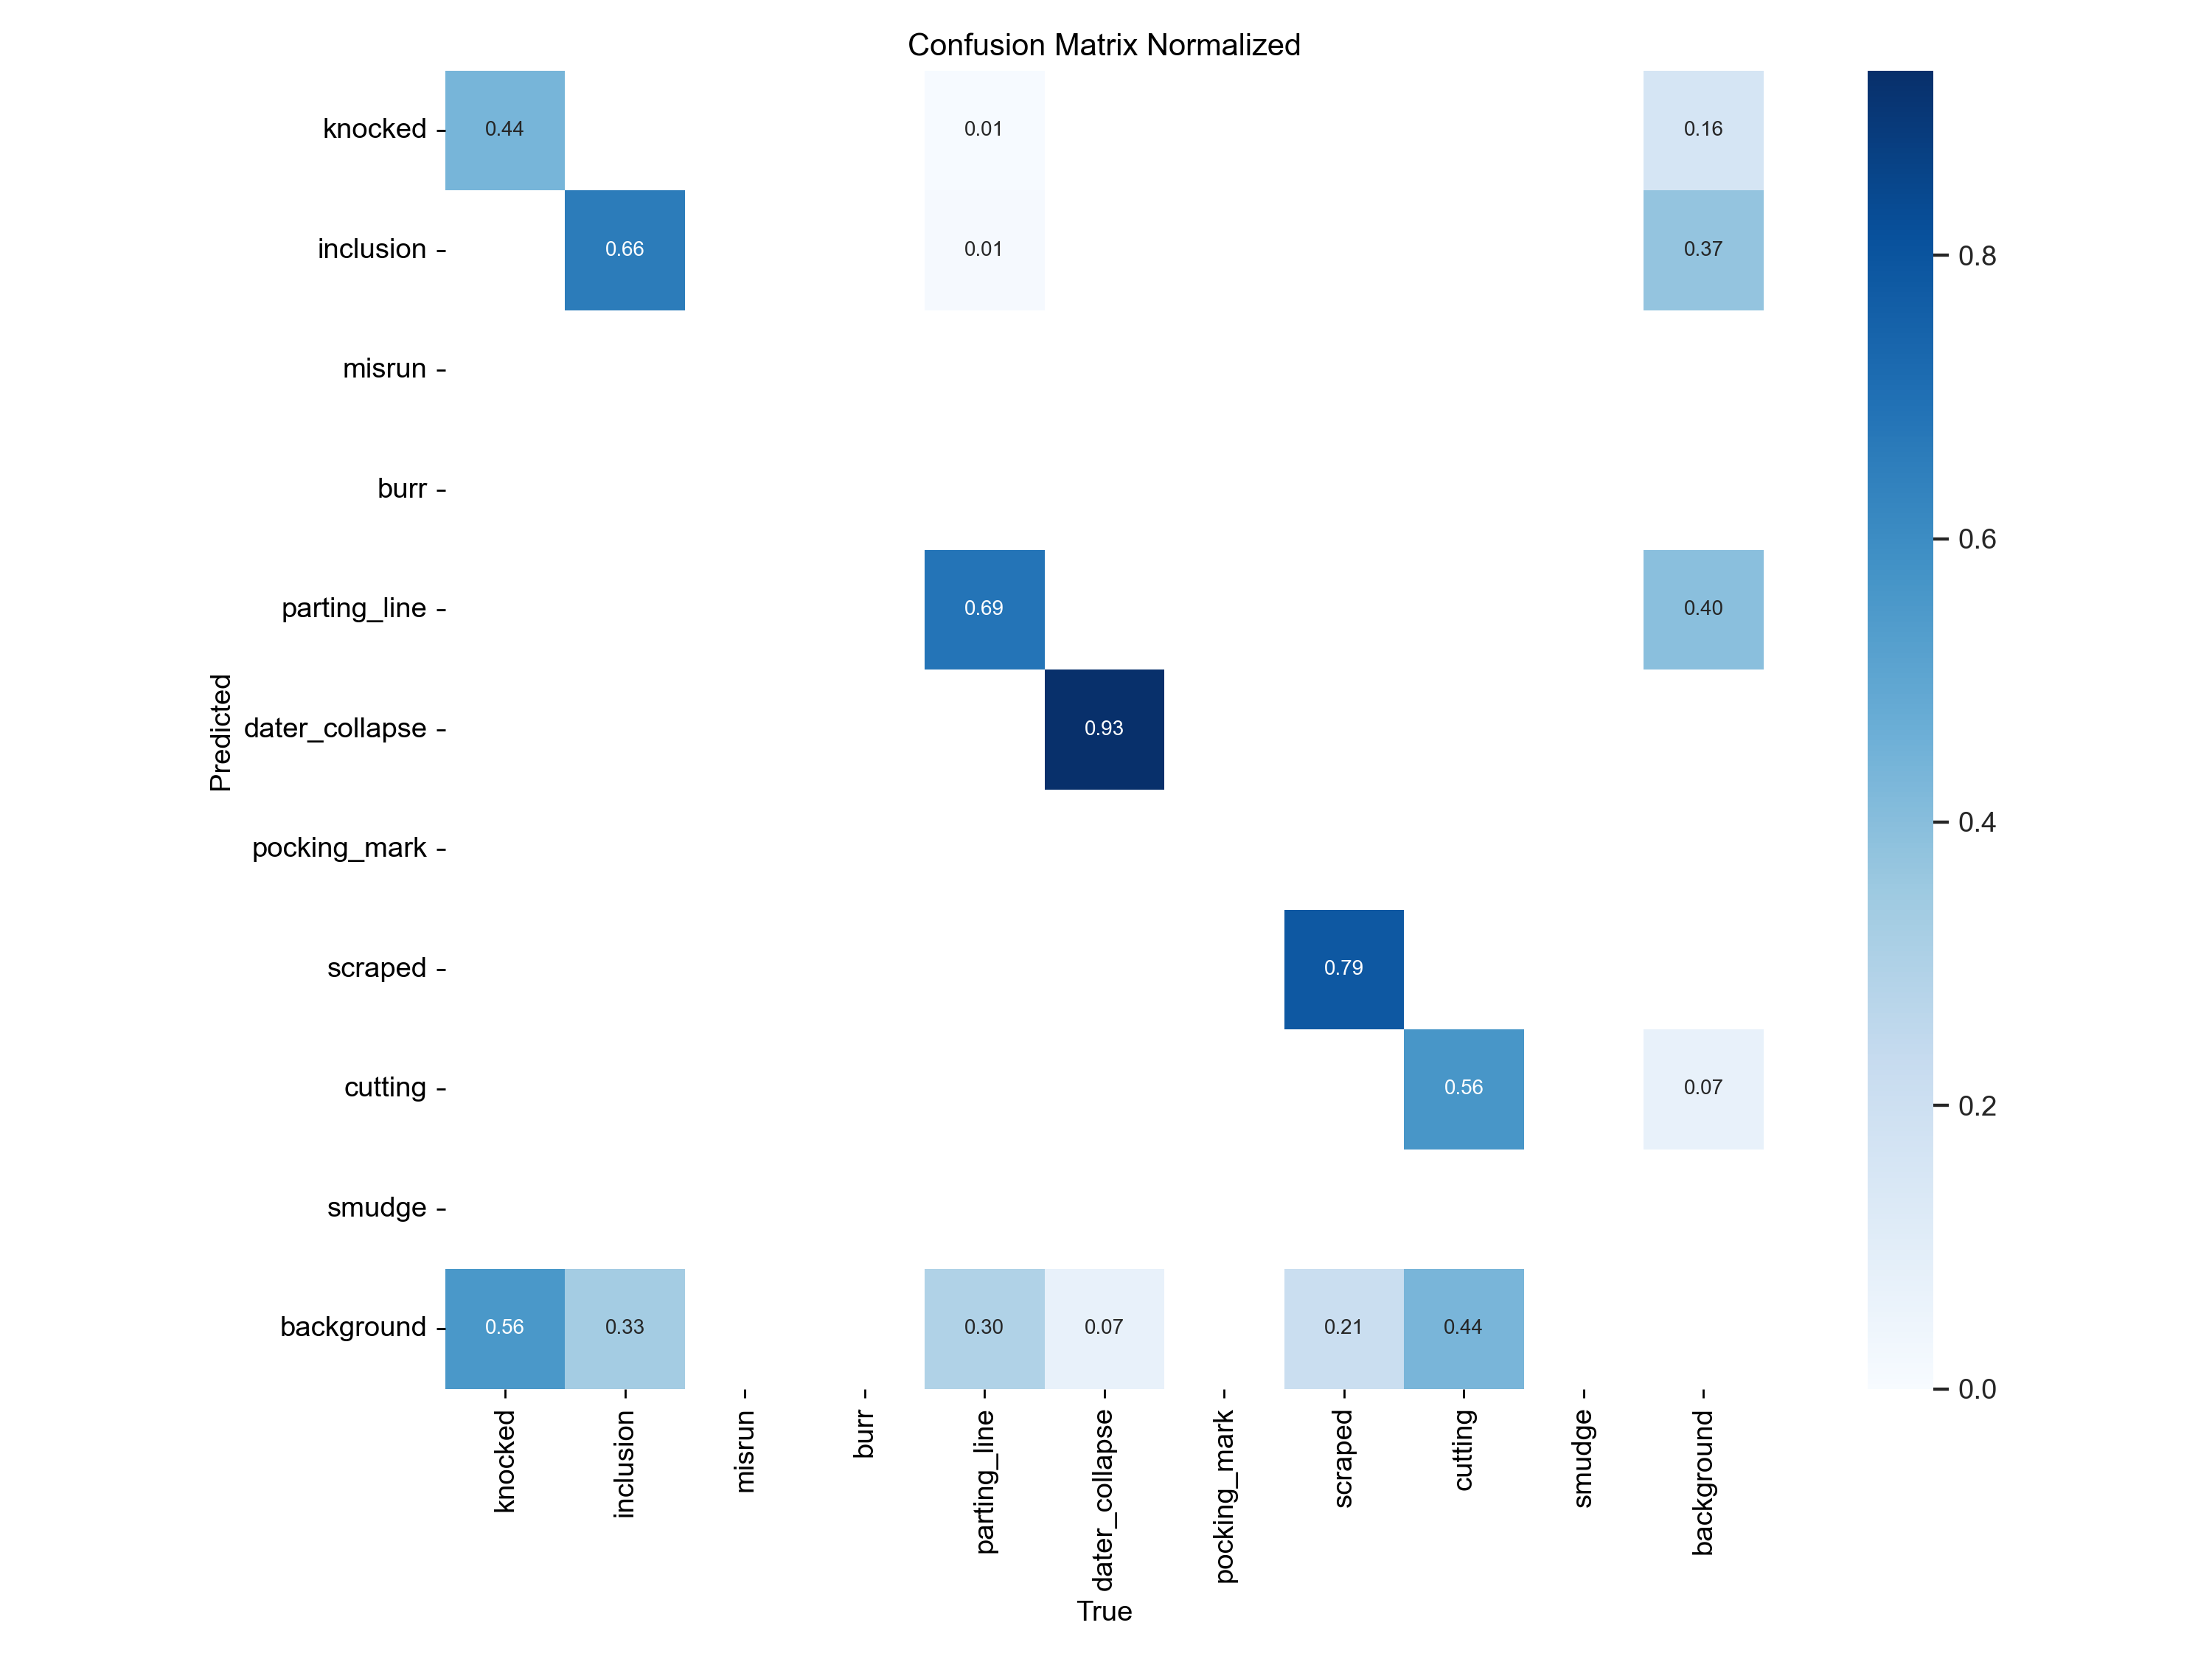 Confusion Matrix Normalized
knocked 0.44 0.01 0.16
inclusion 0.66 0.01 0.37 0.8
misrun
burr 0.6
parting_line 0.69 0.40
Predicted
dater_collapse 0.93
pocking_mark 0.4
scraped 0.79
cutting 0.56 0.07 0.2
smudge
background 0.56 0.33 0.30 0.07 0.21 0.44
0.0
knocked inclusion misrun burr parting_line dater_collapse pocking_mark scraped cutting smudge background
True